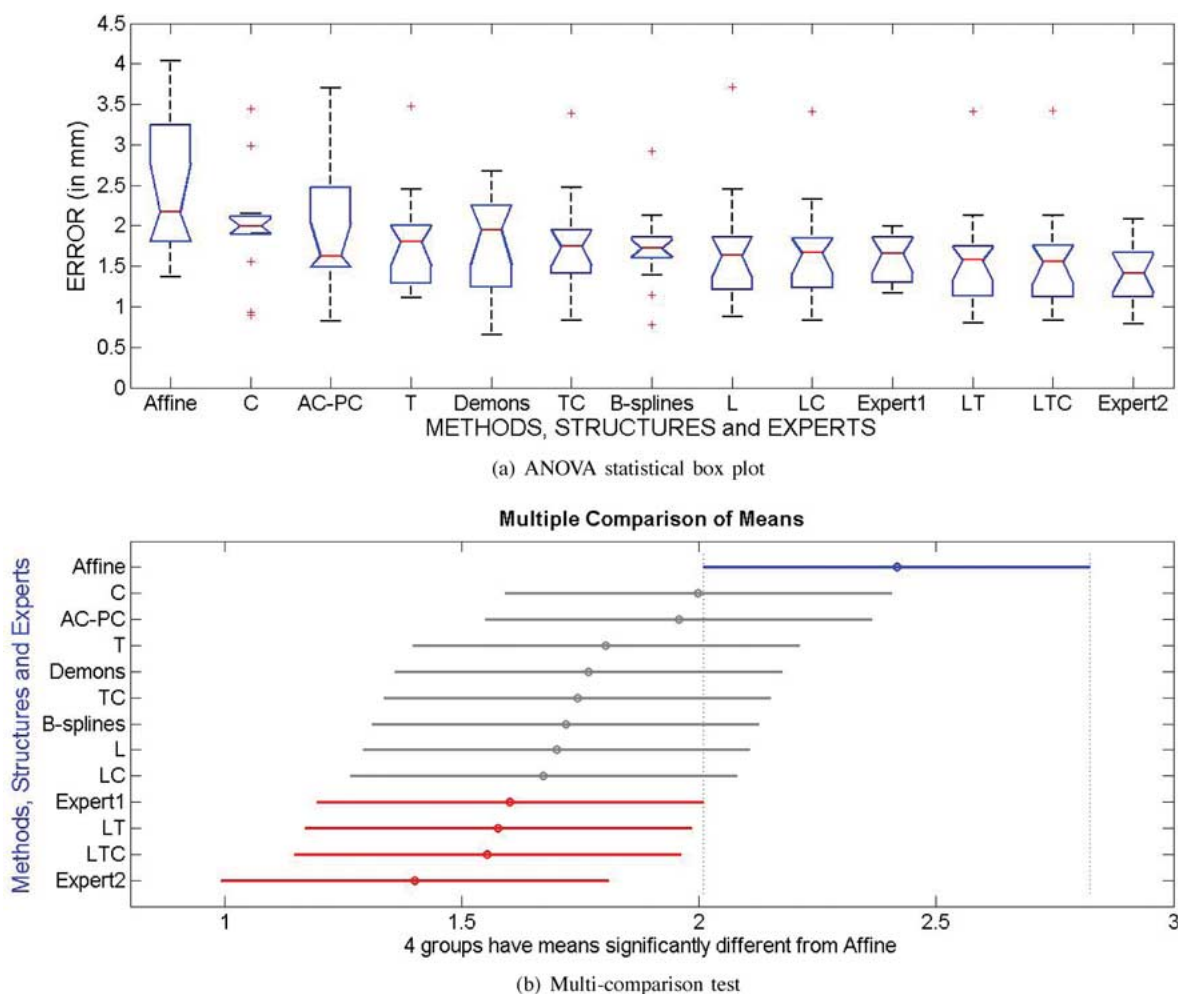 4.5
4
3.5
3
2.5
2
1.5
1
0.5
0
ERROR (in mm)
Affine C AC-PC T Demons TC B-splines L LC Expert1 LT LTC Expert2
METHODS, STRUCTURES and EXPERTS
(a) ANOVA statistical box plot
Multiple Comparison of Means
Methods, Structures and Experts
Affine
C
AC-PC
T
Demons
TC
B-splines
L
LC
Expert1
LT
LTC
Expert2
1 1.5 2 2.5 3
4 groups have means significantly different from Affine
(b) Multi-comparison test